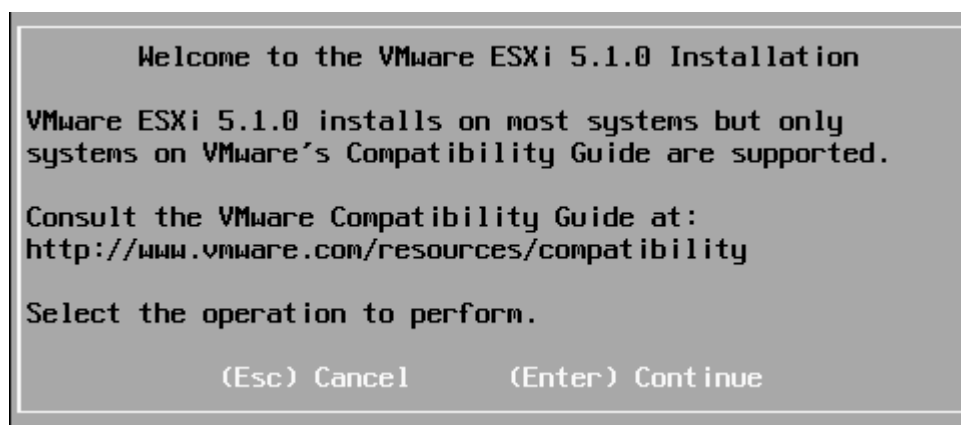 Welcome to the VMware ESXi 5.1.0 Installation
VMware ESXi 5.1.0 installs on most systems but only
systems on VMware's Compatibility Guide are supported.
Consult the VMware Compatibility Guide at:
http://www.vmware.com/resources/compatibility
Select the operation to perform.
(Esc) Cancel (Enter) Continue